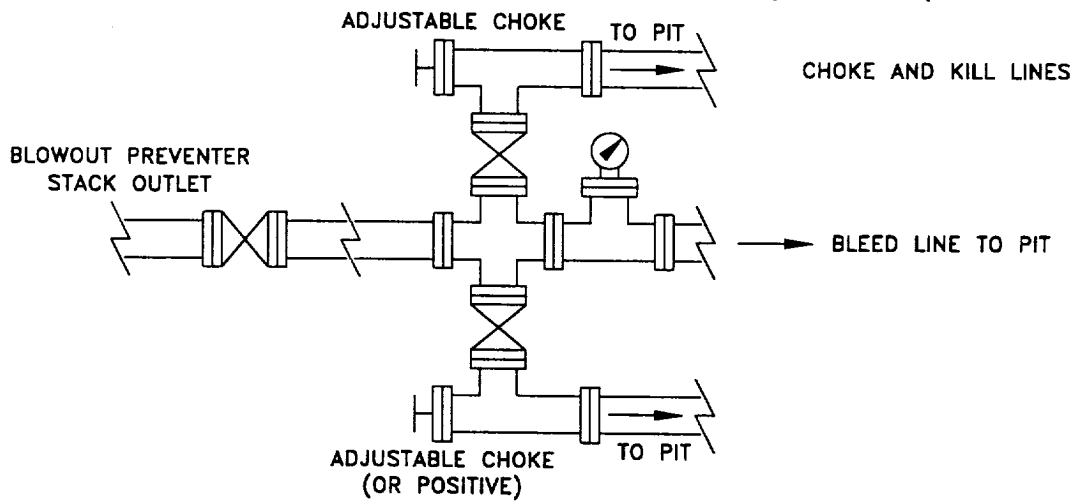 ADJUSTABLE CHOKE
TO PIT
CHOKE AND KILL LINES
BLOWOUT PREVENTER
STACK OUTLET
BLEED LINE TO PIT
ADJUSTABLE CHOKE
(OR POSITIVE)
TO PIT